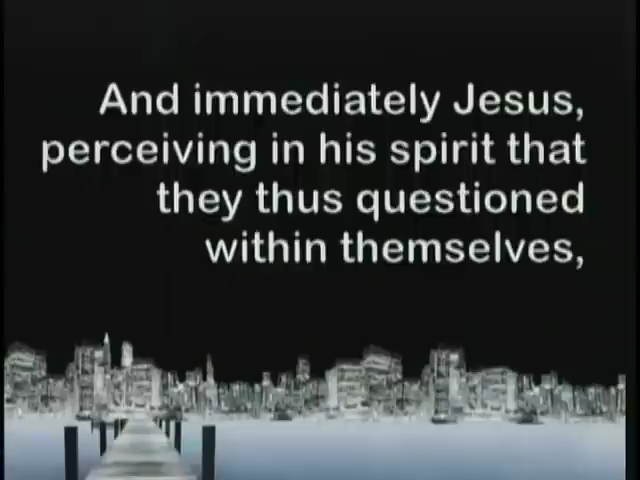 And immediately Jesus,
perceiving in his spirit that
they thus questioned
within themselves,